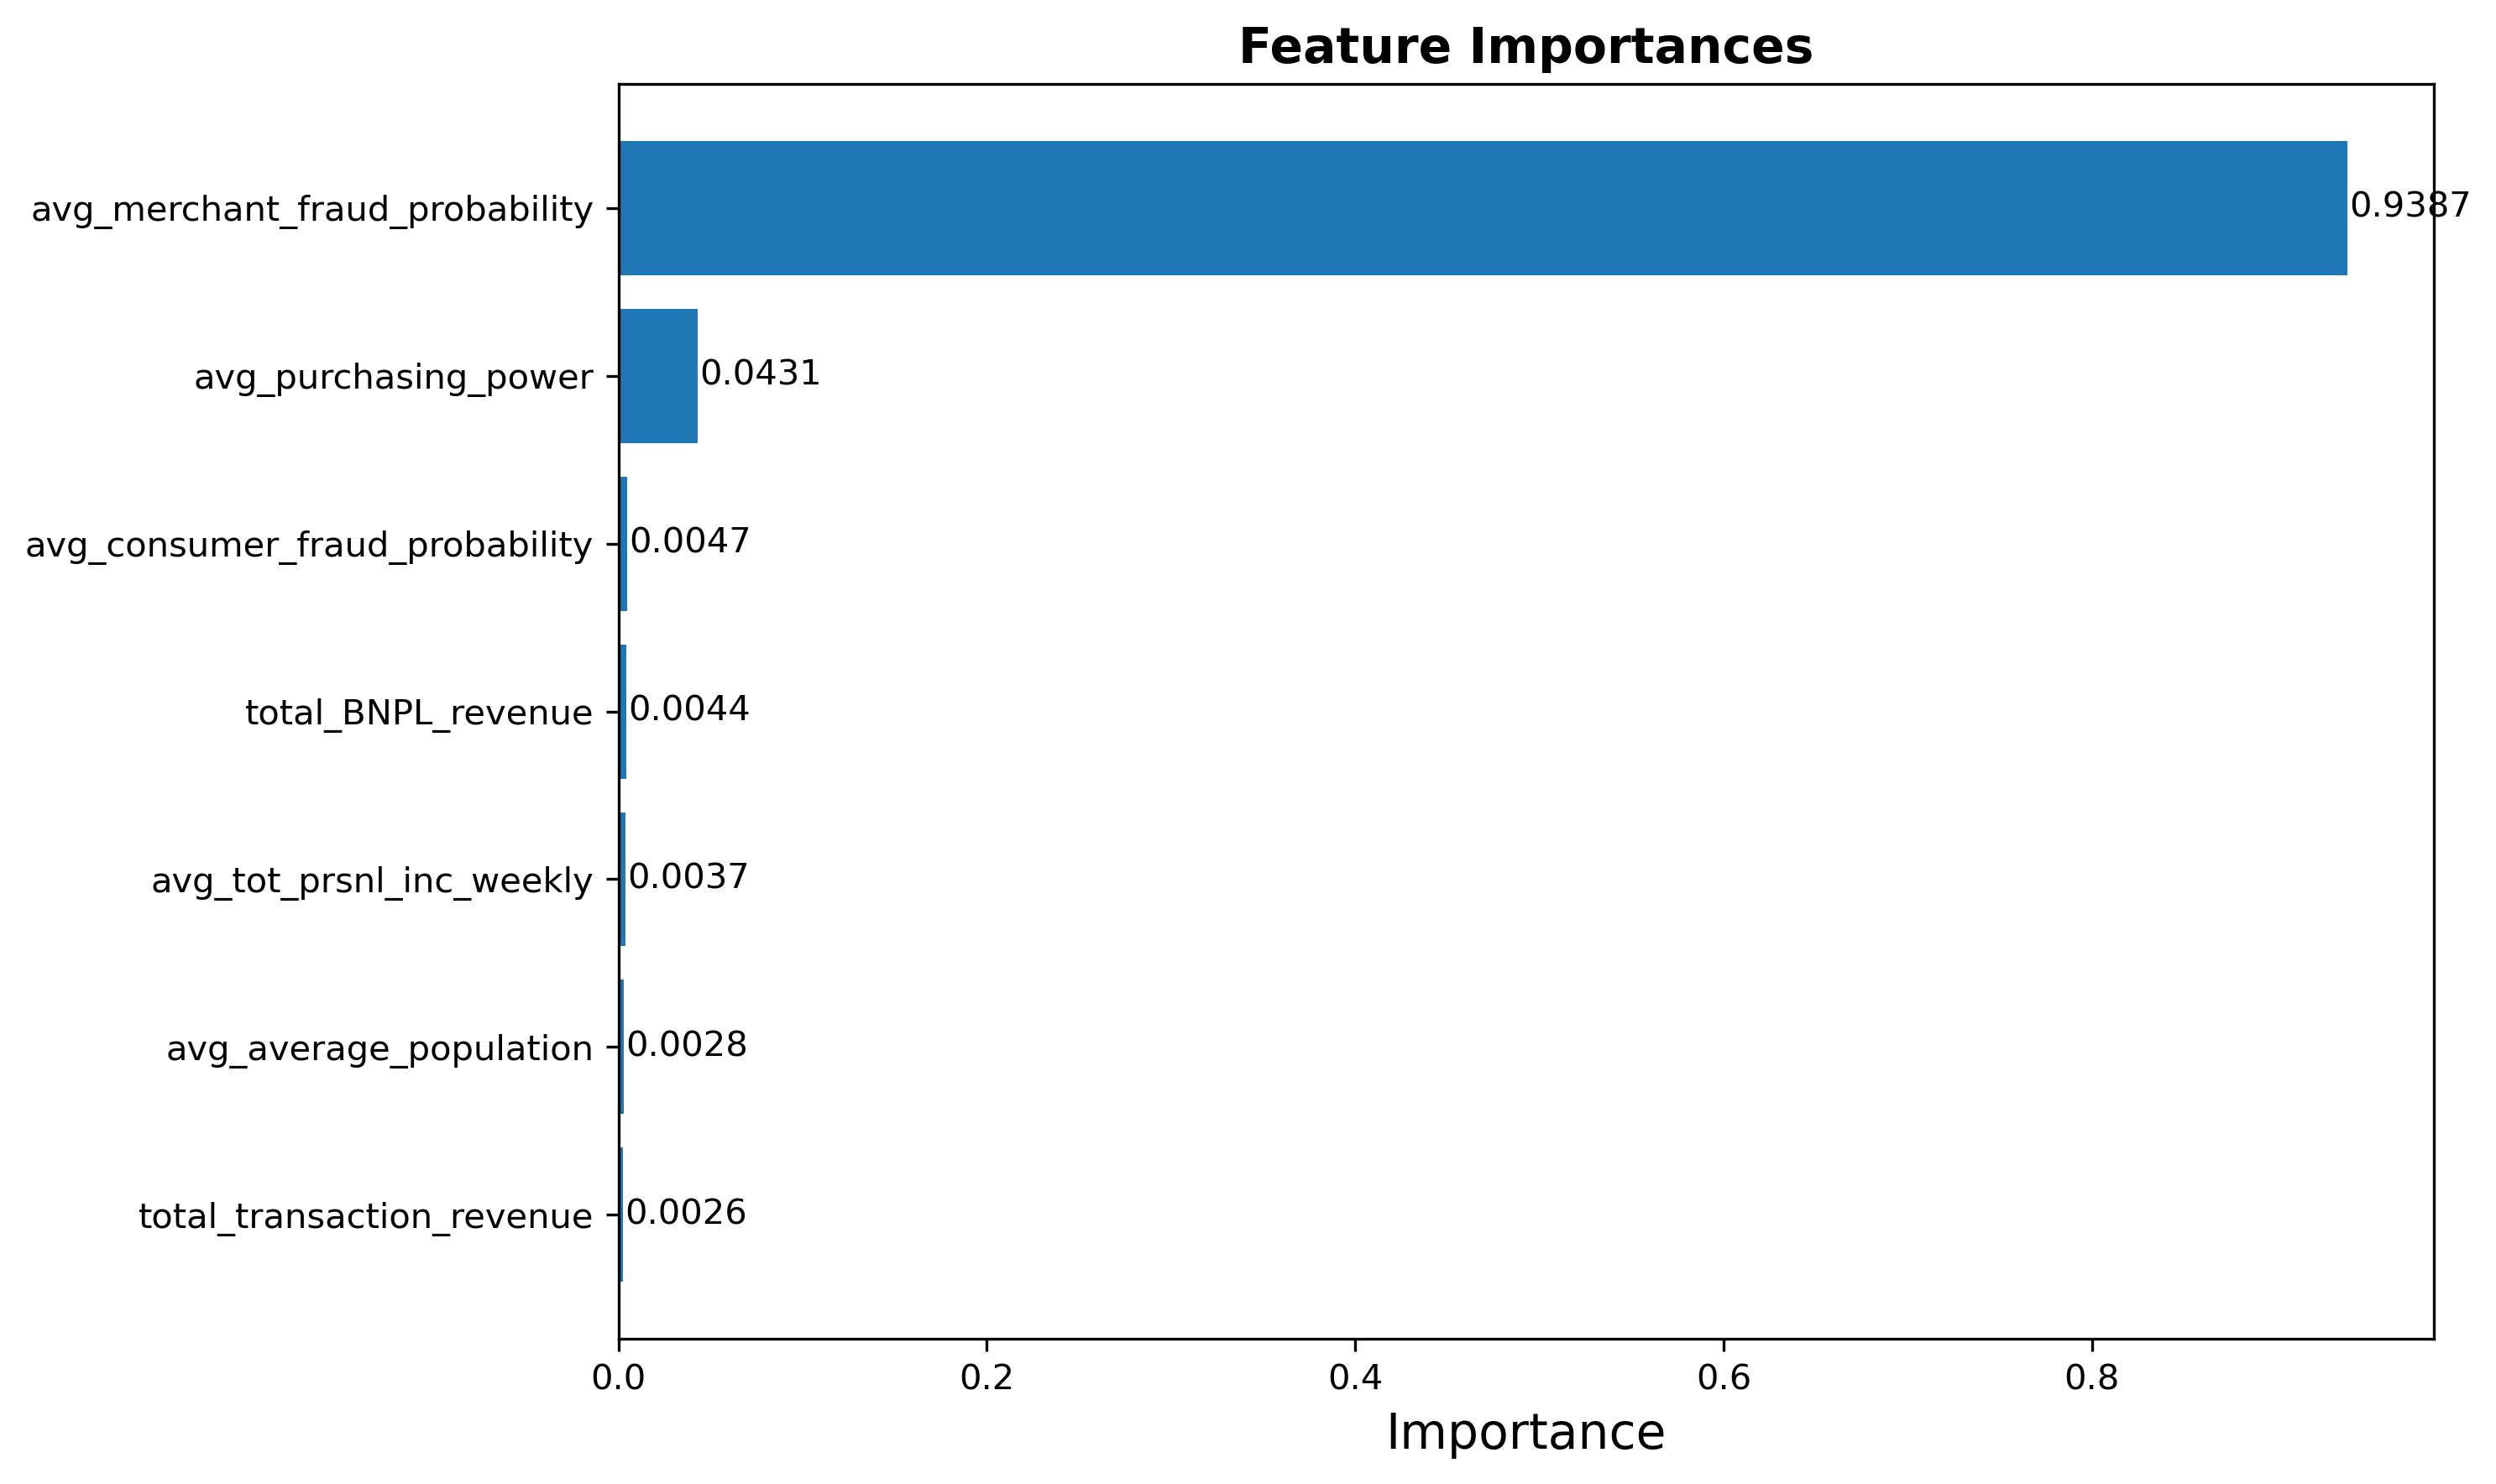 Feature Importances
avg_merchant_fraud_probability
0.9387
avg_purchasing_power
0.0431
avg_consumer_fraud_probability
0.0047
total_BNPL_revenue
0.0044
avg_tot_prsnl_inc_weekly
0.0037
avg_average_population
0.0028
total_transaction_revenue
0.0026
0.0 0.2 0.4 0.6 0.8
Importance